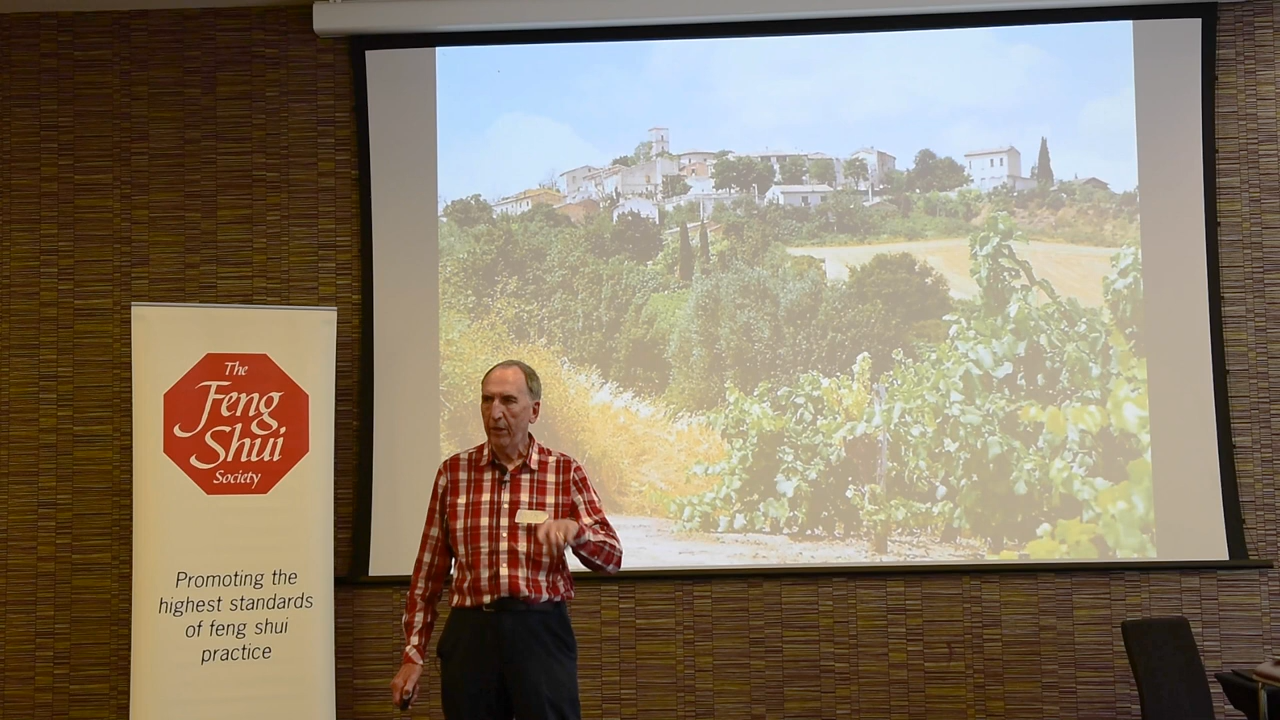 The
Feng
Shui
Society
Promoting the
highest standards
of feng shui
practice